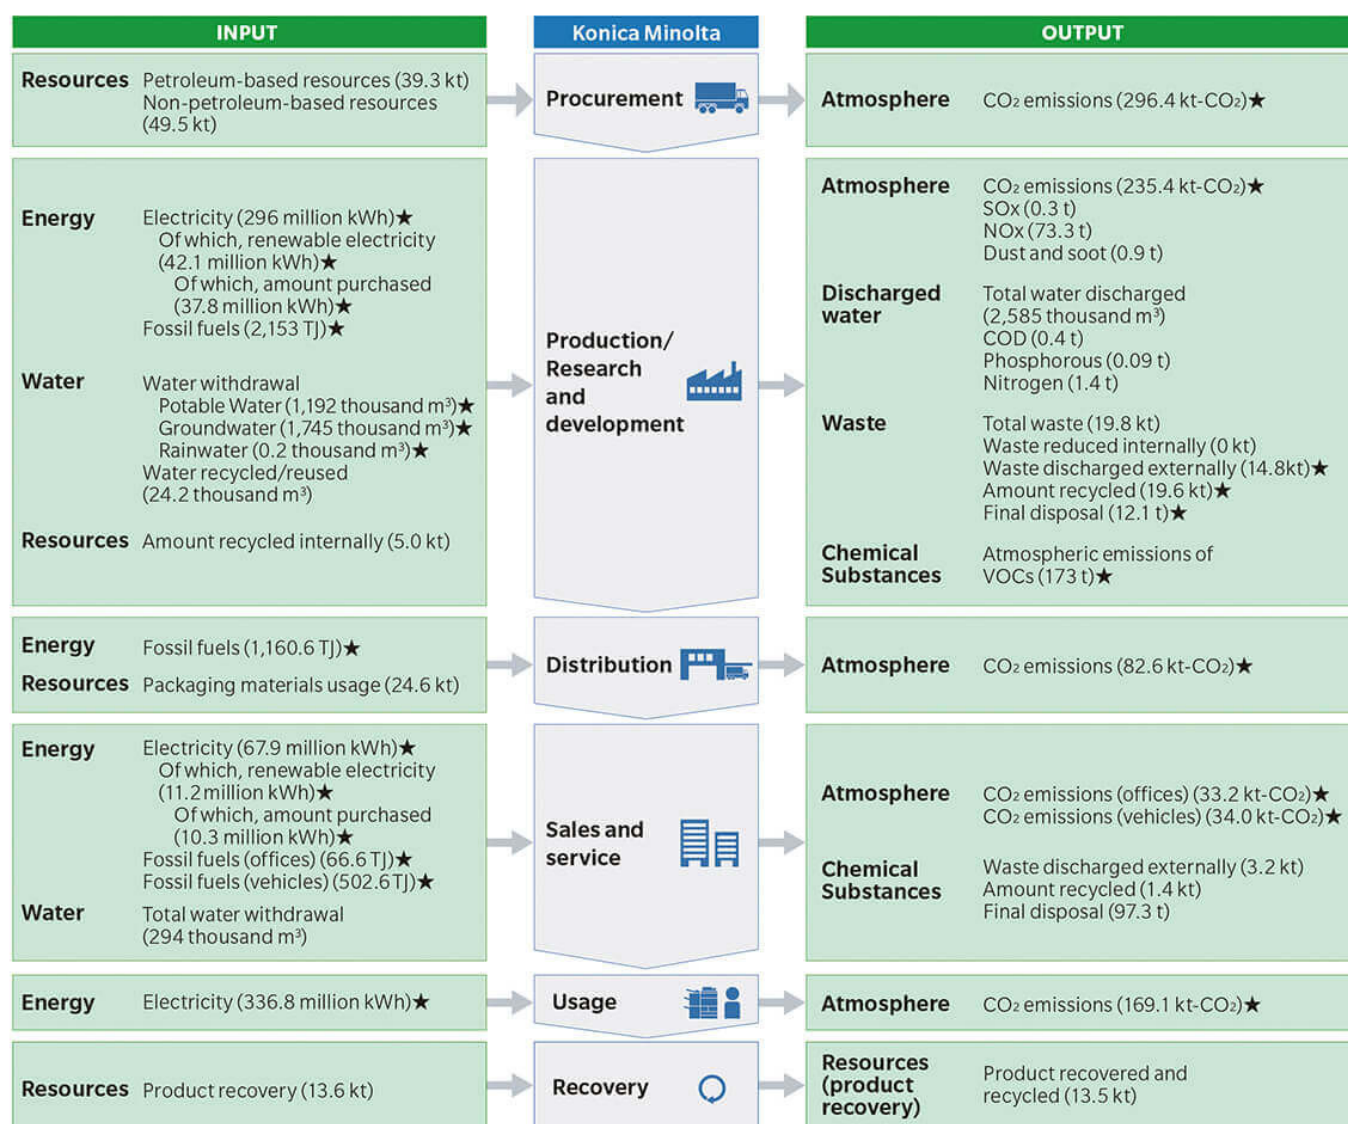 INPUT
Konica Minolta
OUTPUT
Resources Petroleum-based resources (39.3 kt)
Non-petroleum-based resources
(49.5 kt)
Procurement
Atmosphere CO₂ emissions (296.4 kt-CO₂)★
Energy Electricity (296 million kWh)★
Of which, renewable electricity
(42.1 million kWh)★
Of which, amount purchased
(37.8 million kWh)★
Fossil fuels (2,153 TJ)★
Water Water withdrawal
Potable Water (1,192 thousand m³)★
Groundwater (1,745 thousand m³)★
Rainwater (0.2 thousand m³)★
Water recycled/reused
(24.2 thousand m³)
Resources Amount recycled internally (5.0 kt)
Production/
Research
and
development
Atmosphere CO₂ emissions (235.4 kt-CO₂)★
SOx (0.3 t)
NOx (73.3 t)
Dust and soot (0.9 t)
Discharged Total water discharged
water (2,585 thousand m³)
COD (0.4 t)
Phosphorous (0.09 t)
Nitrogen (1.4 t)
Waste Total waste (19.8 kt)
Waste reduced internally (0 kt)
Waste discharged externally (14.8kt)★
Amount recycled (19.6 kt)★
Final disposal (12.1 t)★
Chemical Atmospheric emissions of
Substances VOCs (173 t)★
Energy Fossil fuels (1,160.6 TJ)★
Resources Packaging materials usage (24.6 kt)
Distribution
Atmosphere CO₂ emissions (82.6 kt-CO₂)★
Energy Electricity (67.9 million kWh)★
Of which, renewable electricity
(11.2 million kWh)★
Of which, amount purchased
(10.3 million kWh)★
Fossil fuels (offices) (66.6 TJ)★
Fossil fuels (vehicles) (502.6 TJ)★
Water Total water withdrawal
(294 thousand m³)
Sales and
service
Atmosphere CO₂ emissions (offices) (33.2 kt-CO₂)★
CO₂ emissions (vehicles) (34.0 kt-CO₂)★
Chemical Waste discharged externally (3.2 kt)
Substances Amount recycled (1.4 kt)
Final disposal (97.3 t)
Energy Electricity (336.8 million kWh)★
Usage
Atmosphere CO₂ emissions (169.1 kt-CO₂)★
Resources Product recovery (13.6 kt)
Recovery
Resources
(product
recovery)
Product recovered and
recycled (13.5 kt)